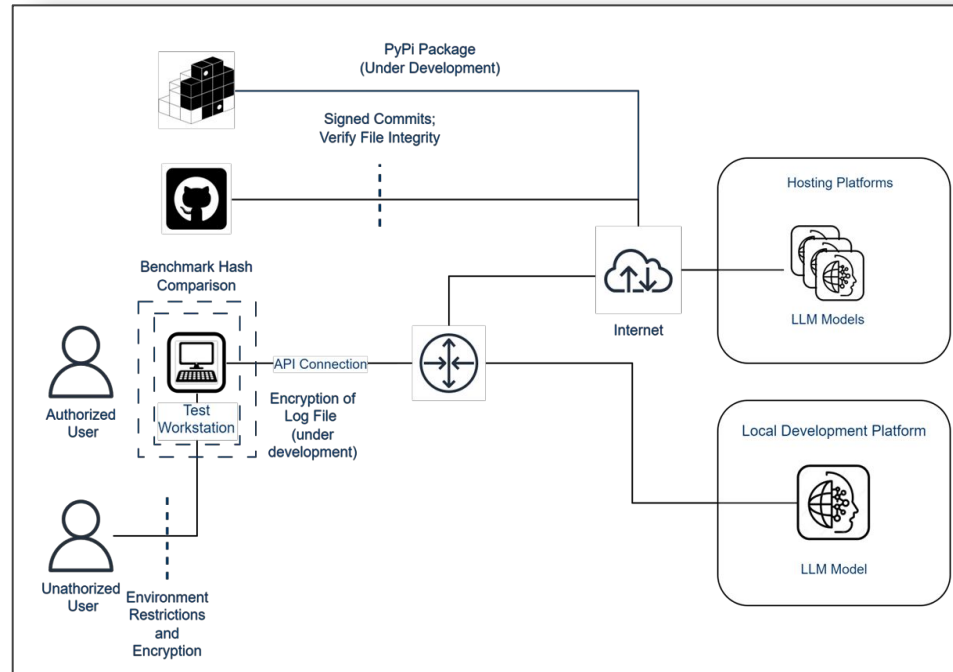 PyPi Package
(Under Development)
Signed Commits;
Verify File Integrity
Hosting Platforms
LLM Models
Internet
Benchmark Hash
Comparison
Authorized
User
Test
Workstation
API Connection
Encryption of
Log File
(under
development)
Local Development Platform
LLM Model
Unathorized
User
Environment
Restrictions
and
Encryption